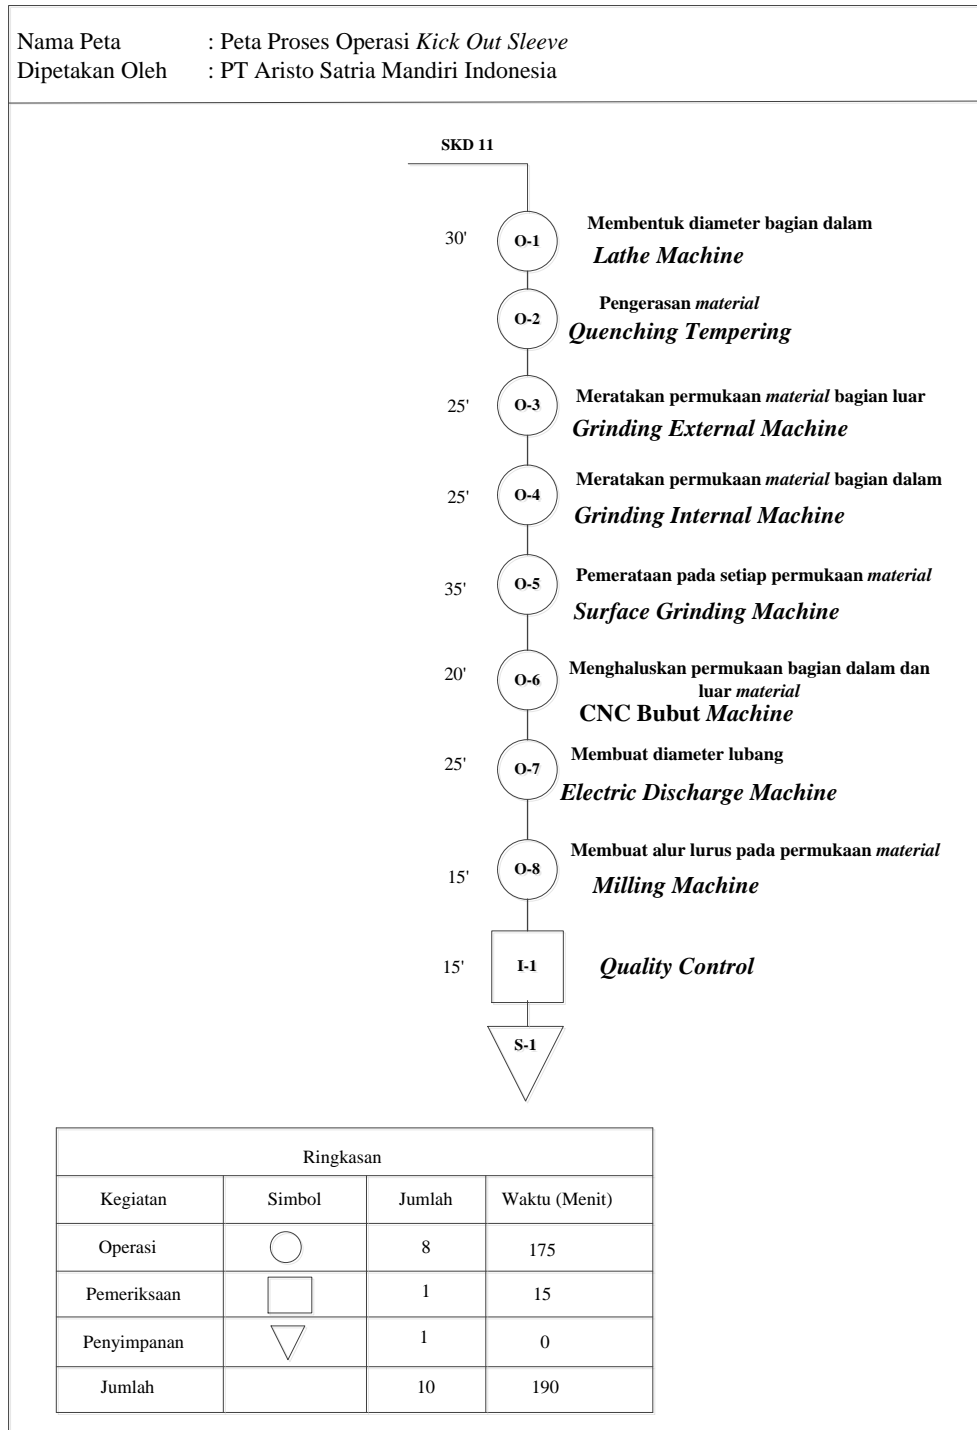 Nama Peta : Peta Proses Operasi Kick Out Sleeve
Dipetakan Oleh : PT Aristo Satria Mandiri Indonesia
SKD 11
30' O-1 Membentuk diameter bagian dalam
Lathe Machine
O-2 Pengerasan material
Quenching Tempering
25' O-3 Meratakan permukaan material bagian luar
Grinding External Machine
25' O-4 Meratakan permukaan material bagian dalam
Grinding Internal Machine
35' O-5 Pemerataan pada setiap permukaan material
Surface Grinding Machine
20' O-6 Menghaluskan permukaan bagian dalam dan
luar material
CNC Bubut Machine
25' O-7 Membuat diameter lubang
Electric Discharge Machine
15' O-8 Membuat alur lurus pada permukaan material
Milling Machine
15' I-1 Quality Control
S-1
Ringkasan
Kegiatan Simbol Jumlah Waktu (Menit)
Operasi 8 175
Pemeriksaan 1 15
Penyimpanan 1 0
Jumlah 10 190